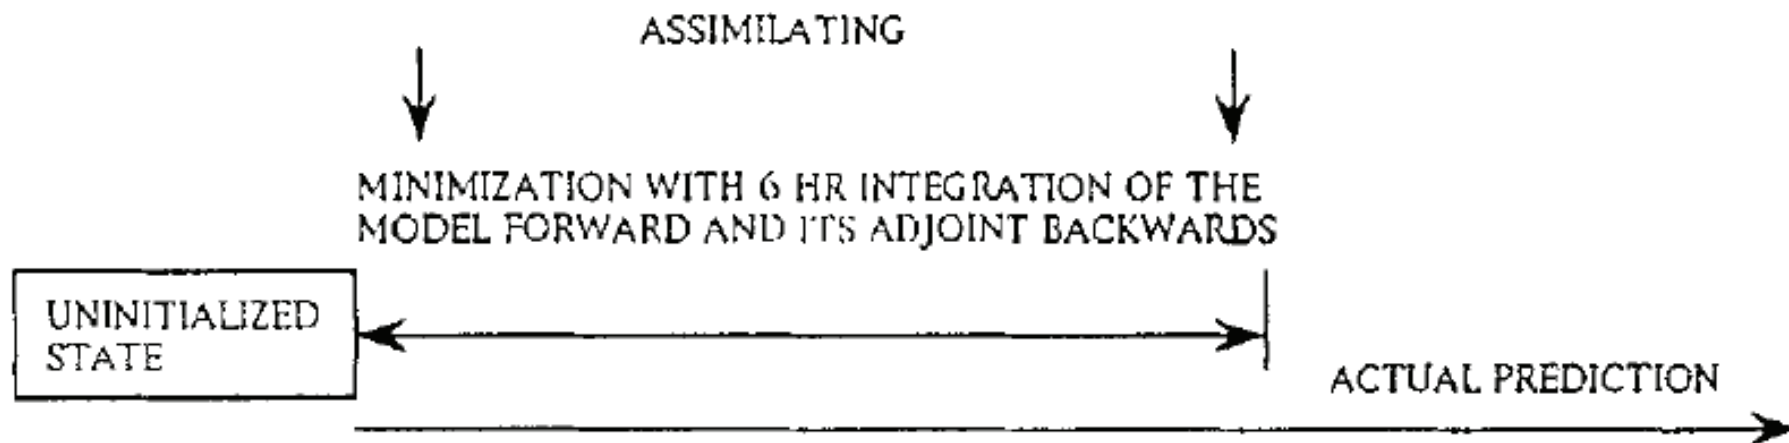 ASSIMILATING
MINIMIZATION WITH 6 HR INTEGRATION OF THE
MODEL FORWARD AND ITS ADJOINT BACKWARDS
UNINITIALIZED
STATE
ACTUAL PREDICTION